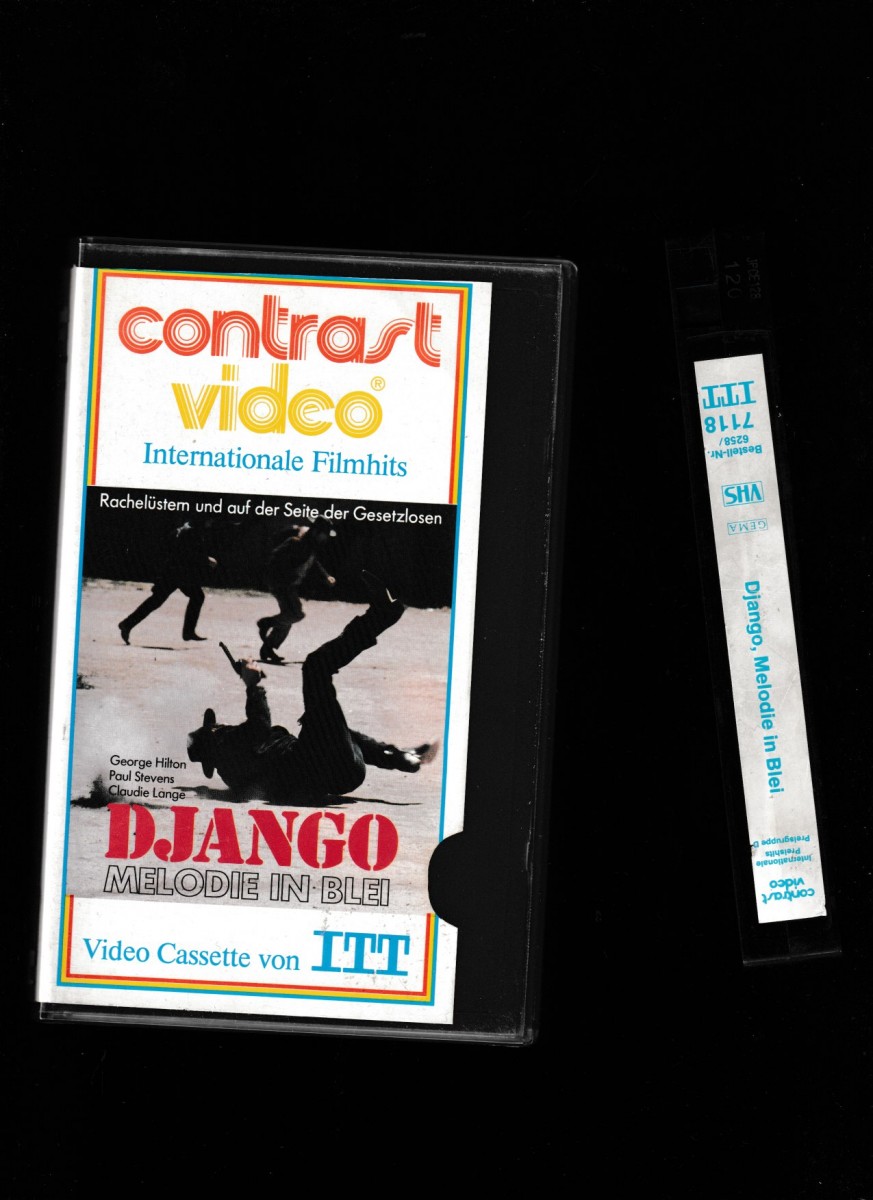 contrast
video®
Internationale Filmhits
Rachelüstern und auf der Seite der Gesetzlosen
George Hilton
Paul Stevens
Claudie Lange
DJANGO
MELODIE IN BLEI
Video Cassette von ITT
120
ITT
7118
6258/
Bestell-Nr.
VHS
GEMA
Django, Melodie in Blei
contrast
video
Internationale
Preishits
Preisgruppe D